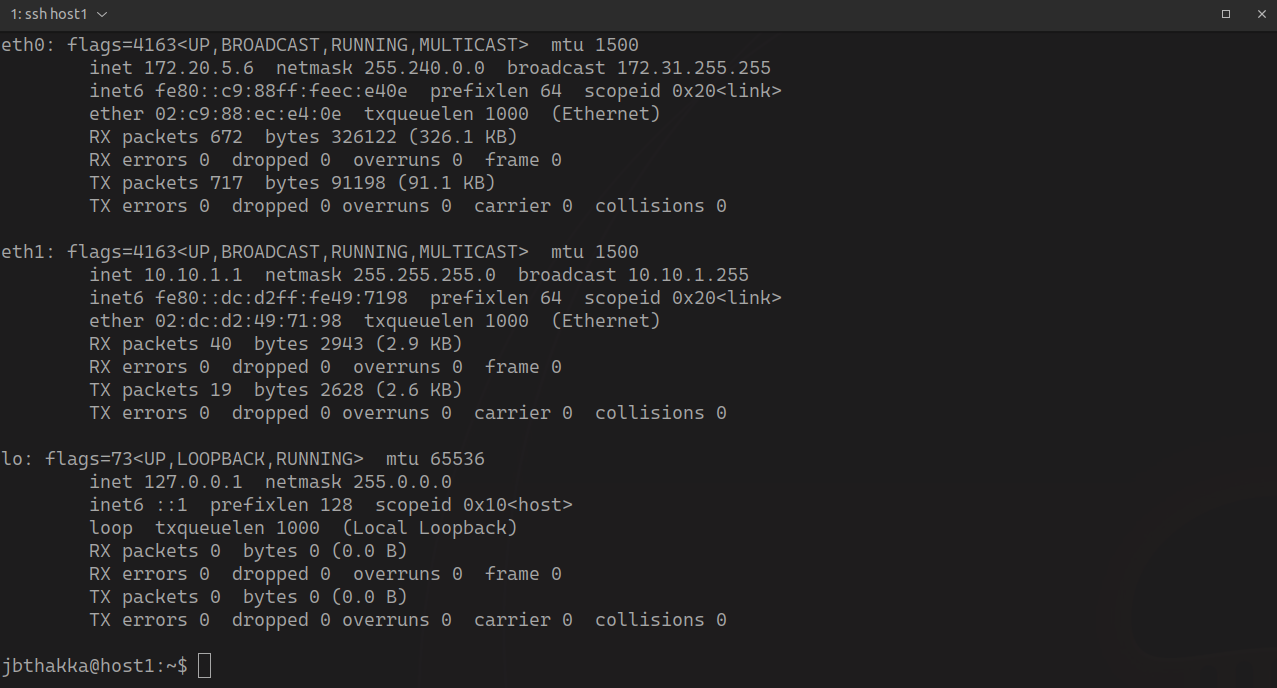 1: ssh host1
eth0: flags=4163<UP,BROADCAST,RUNNING,MULTICAST>  mtu 1500
        inet 172.20.5.6  netmask 255.240.0.0  broadcast 172.31.255.255
        inet6 fe80::c9:88ff:feec:e40e  prefixlen 64  scopeid 0x20<link>
        ether 02:c9:88:ec:e4:0e  txqueuelen 1000  (Ethernet)
        RX packets 672  bytes 326122 (326.1 KB)
        RX errors 0  dropped 0  overruns 0  frame 0
        TX packets 717  bytes 91198 (91.1 KB)
        TX errors 0  dropped 0 overruns 0  carrier 0  collisions 0

eth1: flags=4163<UP,BROADCAST,RUNNING,MULTICAST>  mtu 1500
        inet 10.10.1.1  netmask 255.255.255.0  broadcast 10.10.1.255
        inet6 fe80::dc:d2ff:fe49:7198  prefixlen 64  scopeid 0x20<link>
        ether 02:dc:d2:49:71:98  txqueuelen 1000  (Ethernet)
        RX packets 40  bytes 2943 (2.9 KB)
        RX errors 0  dropped 0  overruns 0  frame 0
        TX packets 19  bytes 2628 (2.6 KB)
        TX errors 0  dropped 0 overruns 0  carrier 0  collisions 0

lo: flags=73<UP,LOOPBACK,RUNNING>  mtu 65536
        inet 127.0.0.1  netmask 255.0.0.0
        inet6 ::1  prefixlen 128  scopeid 0x10<host>
        loop  txqueuelen 1000  (Local Loopback)
        RX packets 0  bytes 0 (0.0 B)
        RX errors 0  dropped 0  overruns 0  frame 0
        TX packets 0  bytes 0 (0.0 B)
        TX errors 0  dropped 0 overruns 0  carrier 0  collisions 0

jbthakka@host1:~$